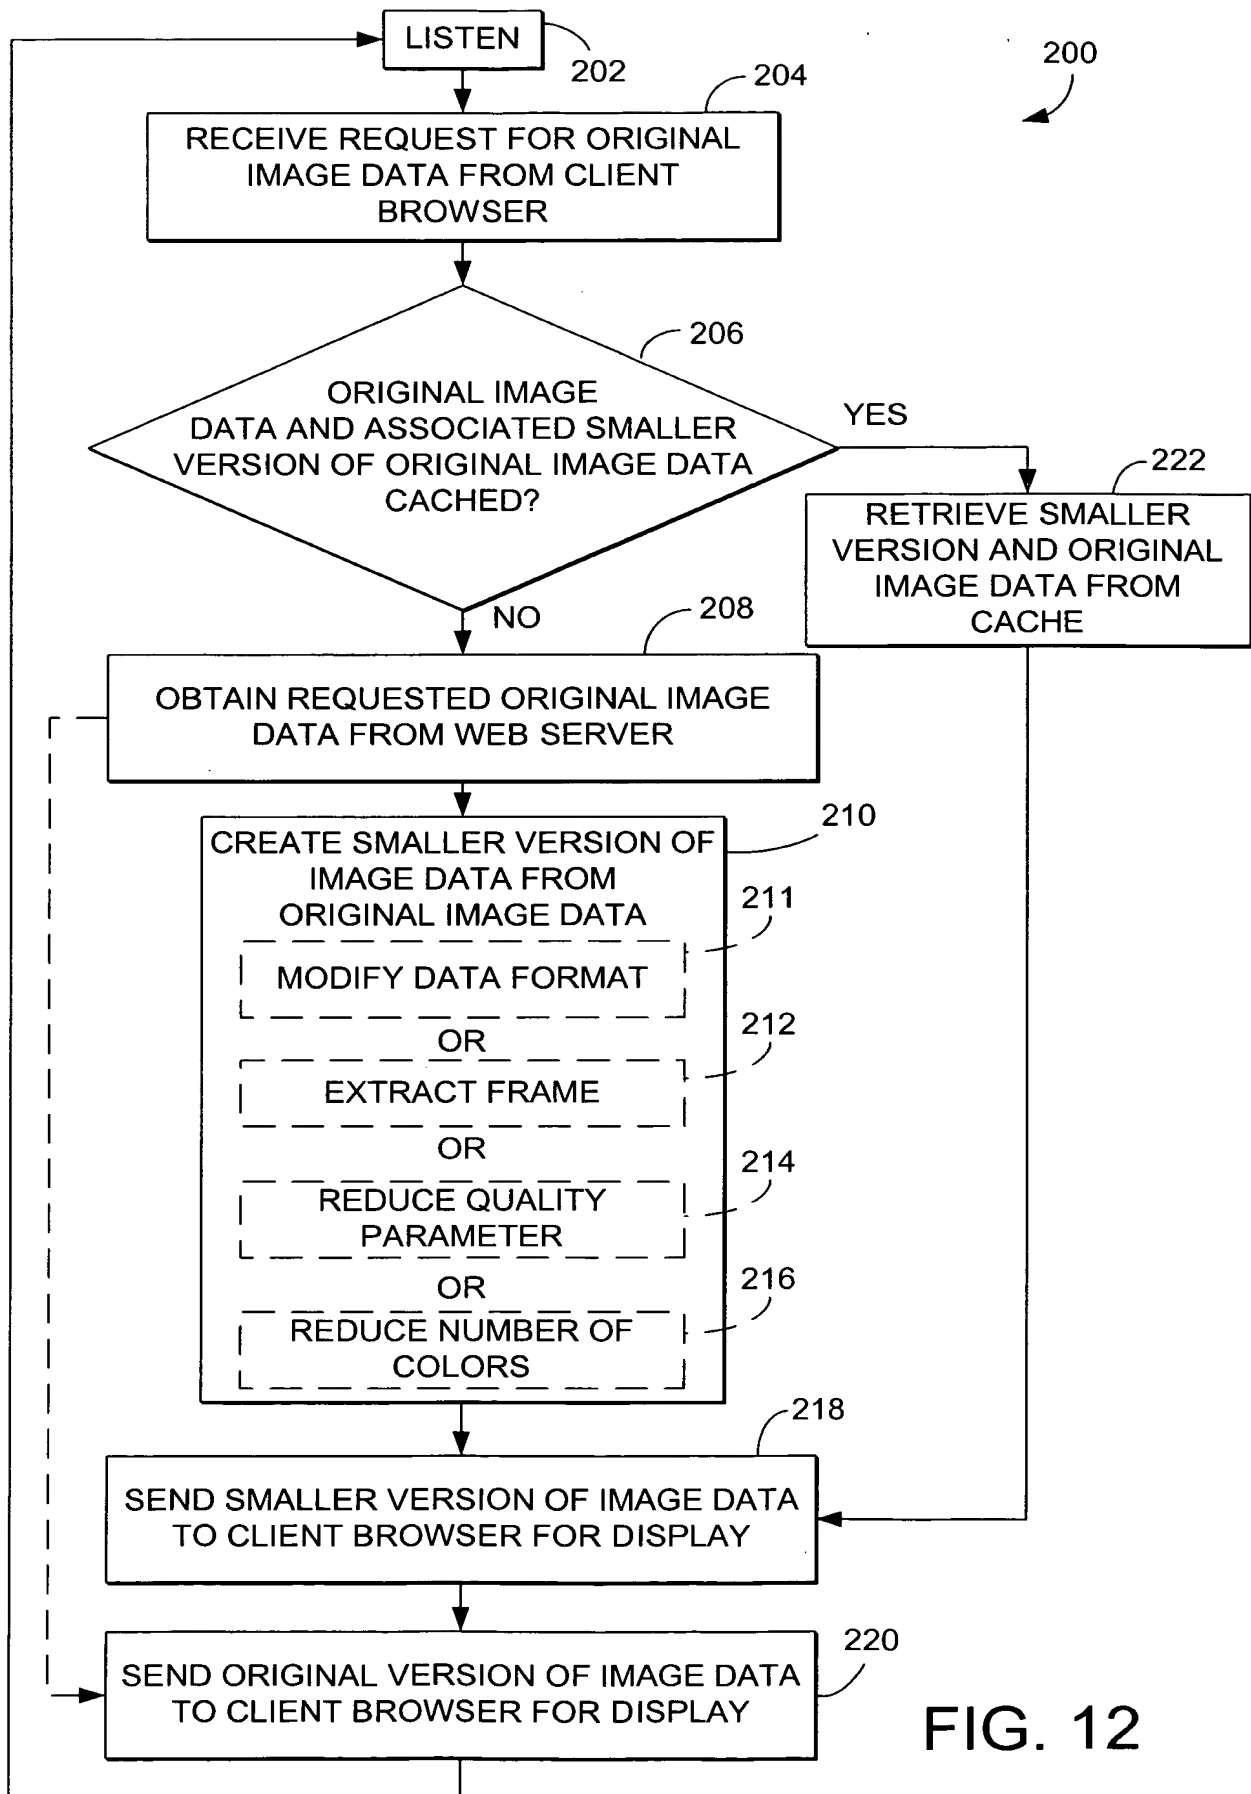 LISTEN
202
200
204
RECEIVE REQUEST FOR ORIGINAL
IMAGE DATA FROM CLIENT
BROWSER
206
ORIGINAL IMAGE
DATA AND ASSOCIATED SMALLER
VERSION OF ORIGINAL IMAGE DATA
CACHED?
YES
222
RETRIEVE SMALLER
VERSION AND ORIGINAL
IMAGE DATA FROM
CACHE
NO
208
OBTAIN REQUESTED ORIGINAL IMAGE
DATA FROM WEB SERVER
210
CREATE SMALLER VERSION OF
IMAGE DATA FROM
ORIGINAL IMAGE DATA
211
MODIFY DATA FORMAT
OR
212
EXTRACT FRAME
OR
214
REDUCE QUALITY
PARAMETER
OR
216
REDUCE NUMBER OF
COLORS
218
SEND SMALLER VERSION OF IMAGE DATA
TO CLIENT BROWSER FOR DISPLAY
220
SEND ORIGINAL VERSION OF IMAGE DATA
TO CLIENT BROWSER FOR DISPLAY
FIG. 12